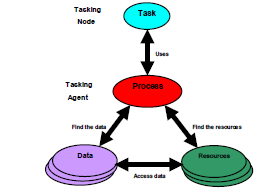 Tasking
Node
Task
Uses
Tasking
Agent
Process
Find the data
Find the resources
Data
Resources
Access data